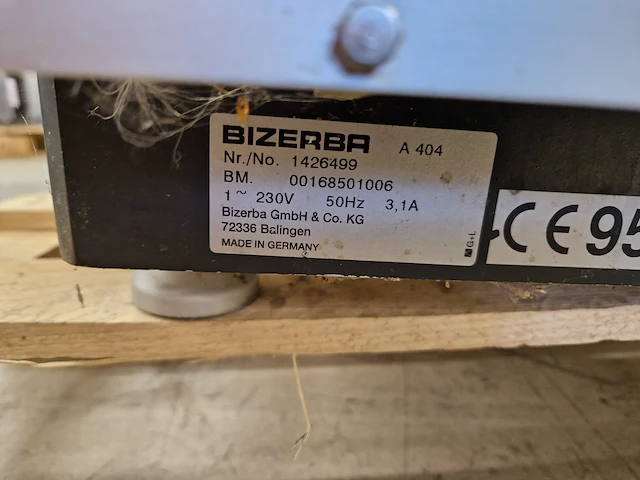 BIZERBA A 404
Nr./No. 1426499
BM. 00168501006
1~ 230V 50Hz 3,1A
Bizerba GmbH & Co. KG
72336 Balingen
MADE IN GERMANY
G+L
CE 95